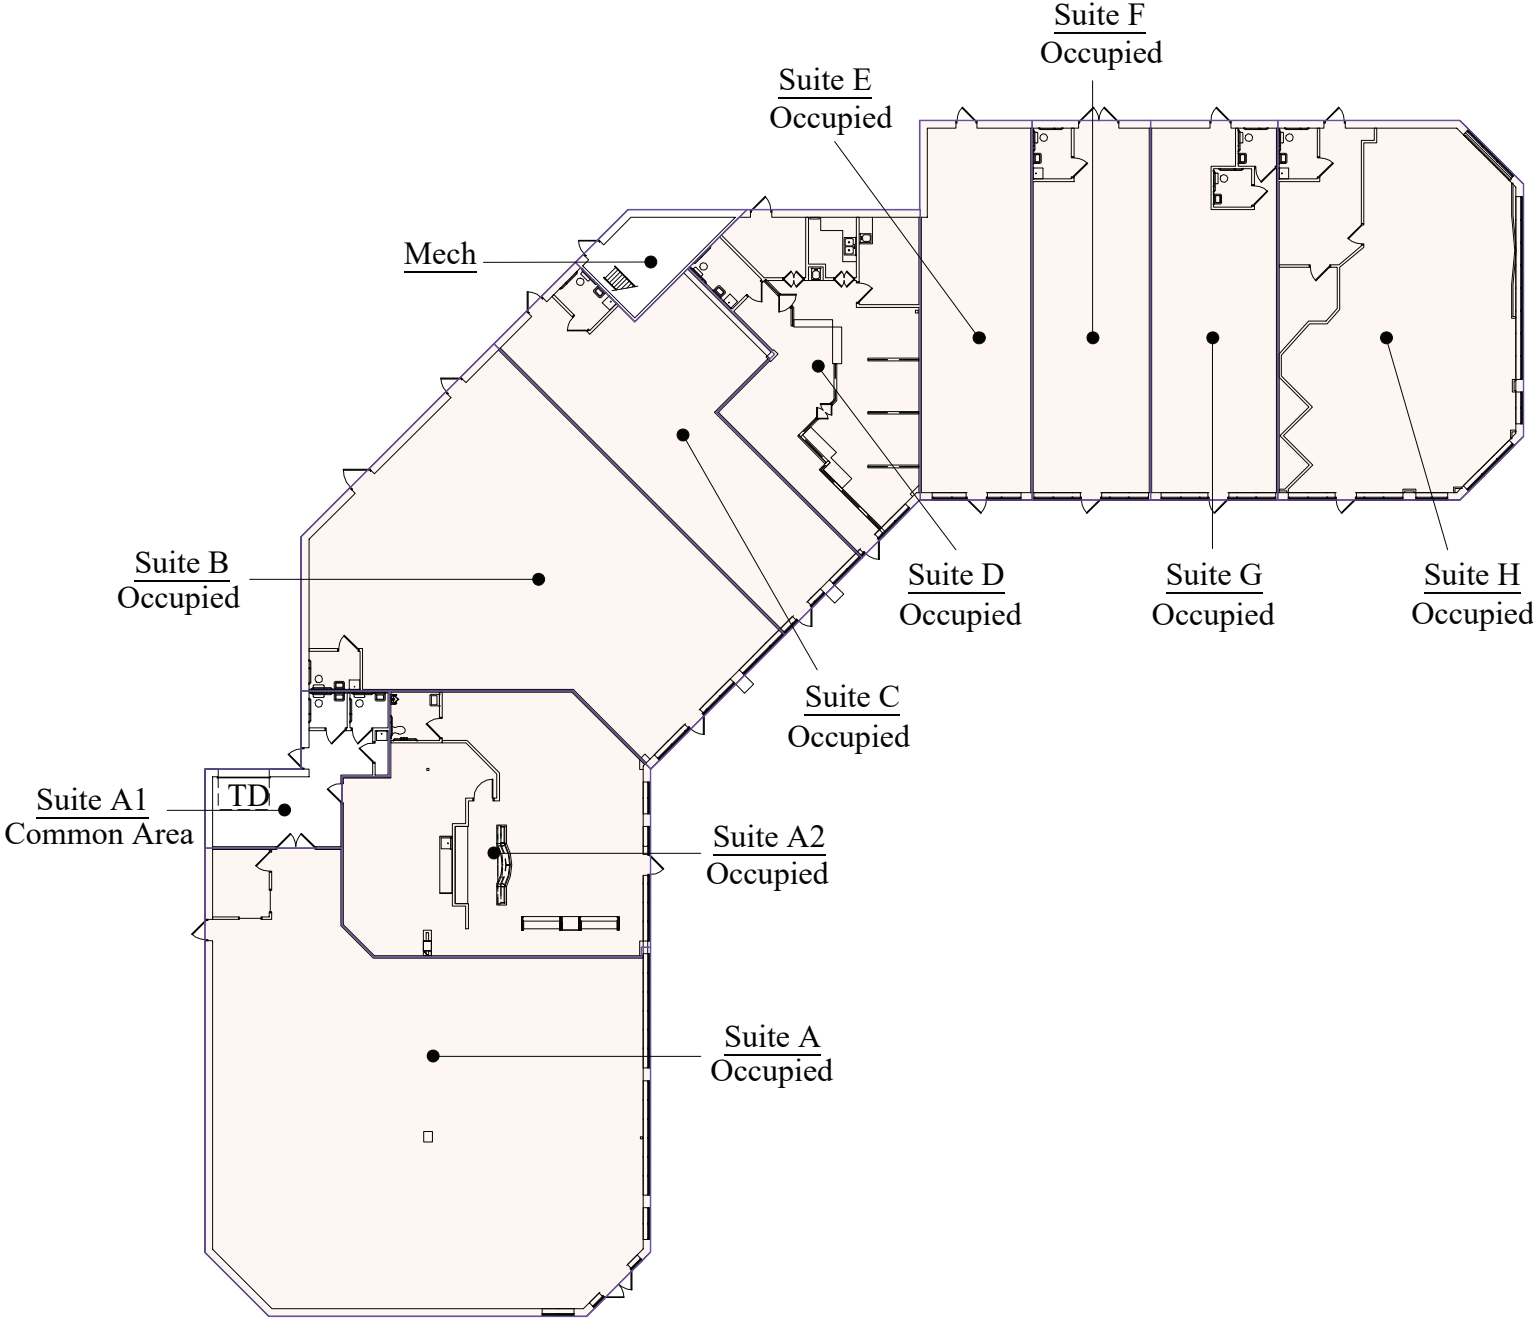 Suite F
Occupied
Suite E
Occupied
Mech
Suite B
Occupied
Suite D
Occupied
Suite G
Occupied
Suite H
Occupied
Suite C
Occupied
Suite A1
Common Area
TD
Suite A2
Occupied
Suite A
Occupied